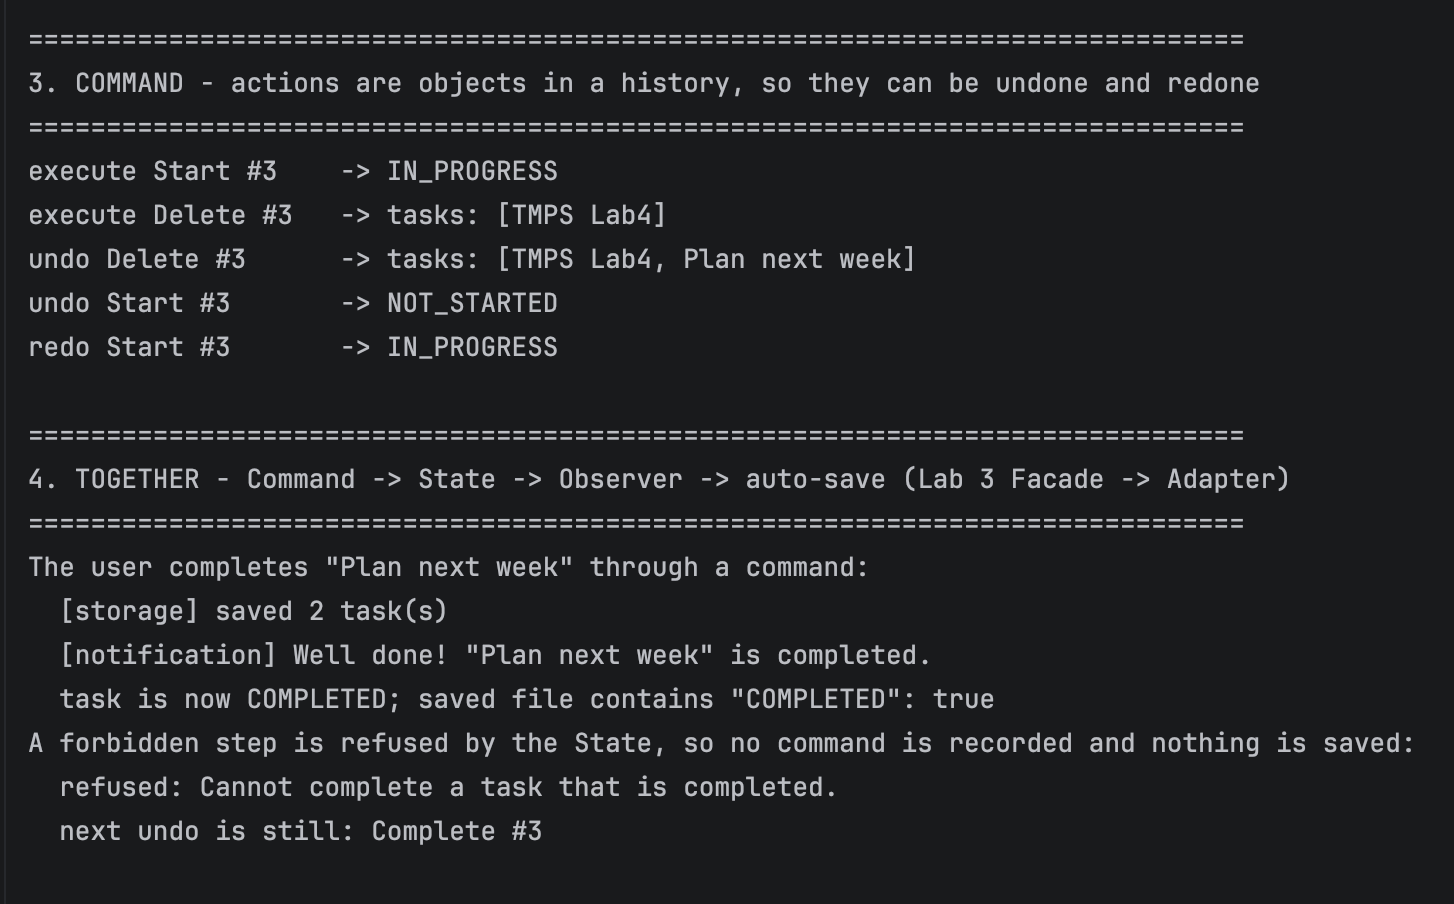 ==============================================================================
3. COMMAND - actions are objects in a history, so they can be undone and redone
==============================================================================
execute Start #3    -> IN_PROGRESS
execute Delete #3   -> tasks: [TMPS Lab4]
undo Delete #3      -> tasks: [TMPS Lab4, Plan next week]
undo Start #3       -> NOT_STARTED
redo Start #3       -> IN_PROGRESS

==============================================================================
4. TOGETHER - Command -> State -> Observer -> auto-save (Lab 3 Facade -> Adapter)
==============================================================================
The user completes "Plan next week" through a command:
  [storage] saved 2 task(s)
  [notification] Well done! "Plan next week" is completed.
  task is now COMPLETED; saved file contains "COMPLETED": true
A forbidden step is refused by the State, so no command is recorded and nothing is saved:
  refused: Cannot complete a task that is completed.
  next undo is still: Complete #3